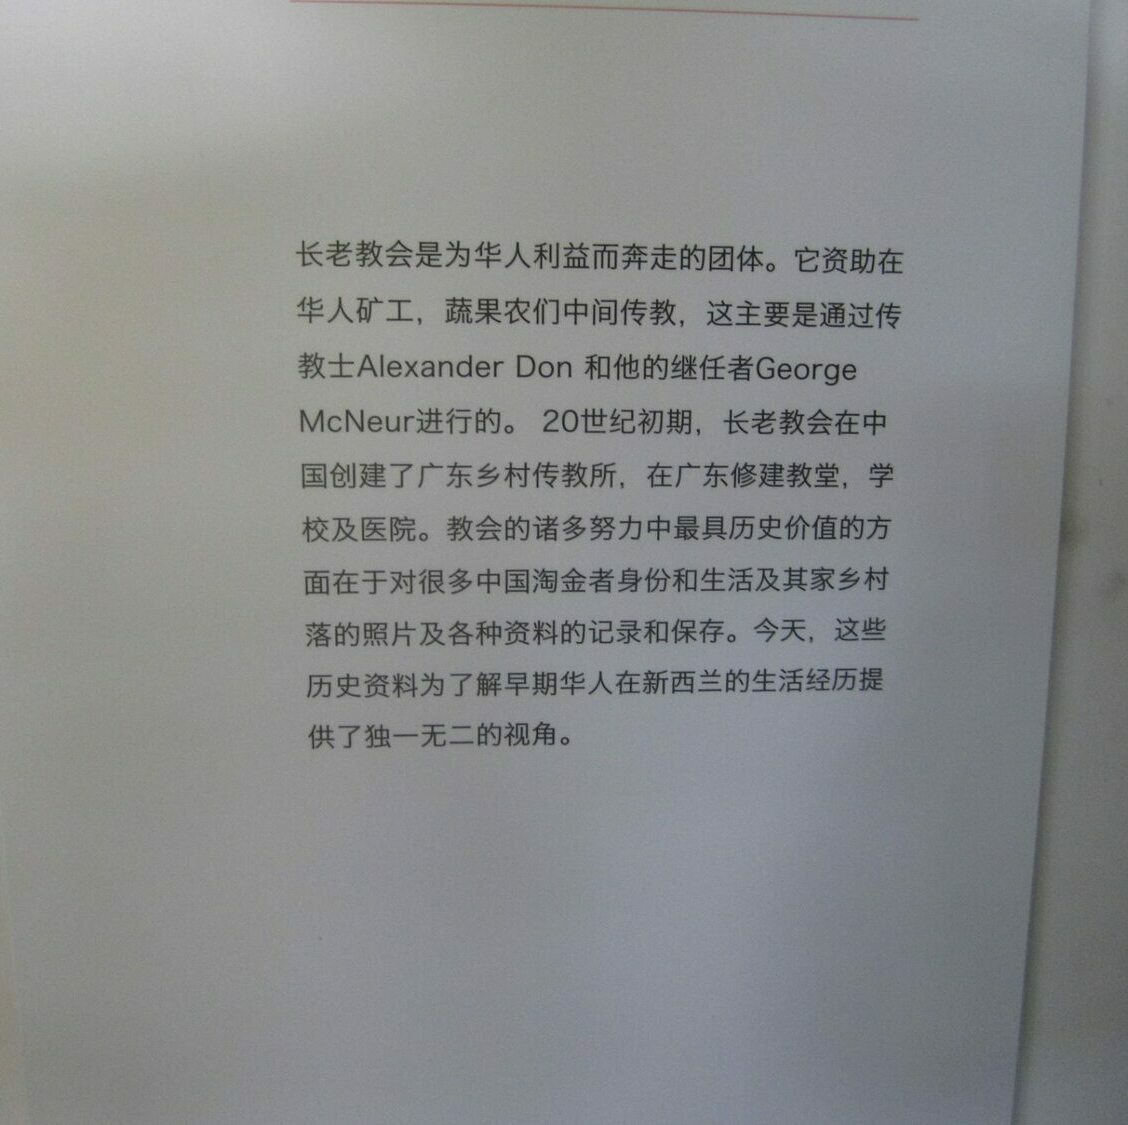 长老教会是为华人利益而奔走的团体。它资助在
华人矿工，蔬果农们中间传教，这主要是通过传
教士Alexander Don 和他的继任者George
McNeur进行的。 20世纪初期，长老教会在中
国创建了广东乡村传教所，在广东修建教堂，学
校及医院。教会的诸多努力中最具历史价值的方
面在于对很多中国淘金者身份和生活及其家乡村
落的照片及各种资料的记录和保存。今天，这些
历史资料为了解早期华人在新西兰的生活经历提
供了独一无二的视角。